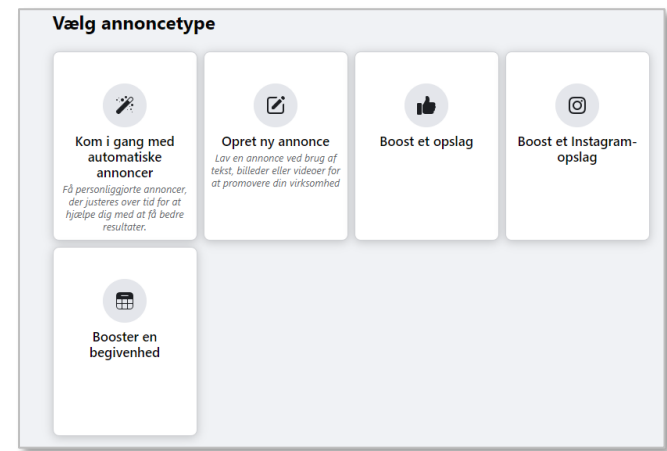 Vælg annoncetype
Kom i gang med
automatiske
annoncer
Få personliggjorte annoncer,
der justeres over tid for at
hjælpe dig med at få bedre
resultater.
Opret ny annonce
Lav en annonce ved brug af
tekst, billeder eller videoer for
at promovere din virksomhed
Boost et opslag
Boost et Instagram-
opslag
Booster en
begivenhed